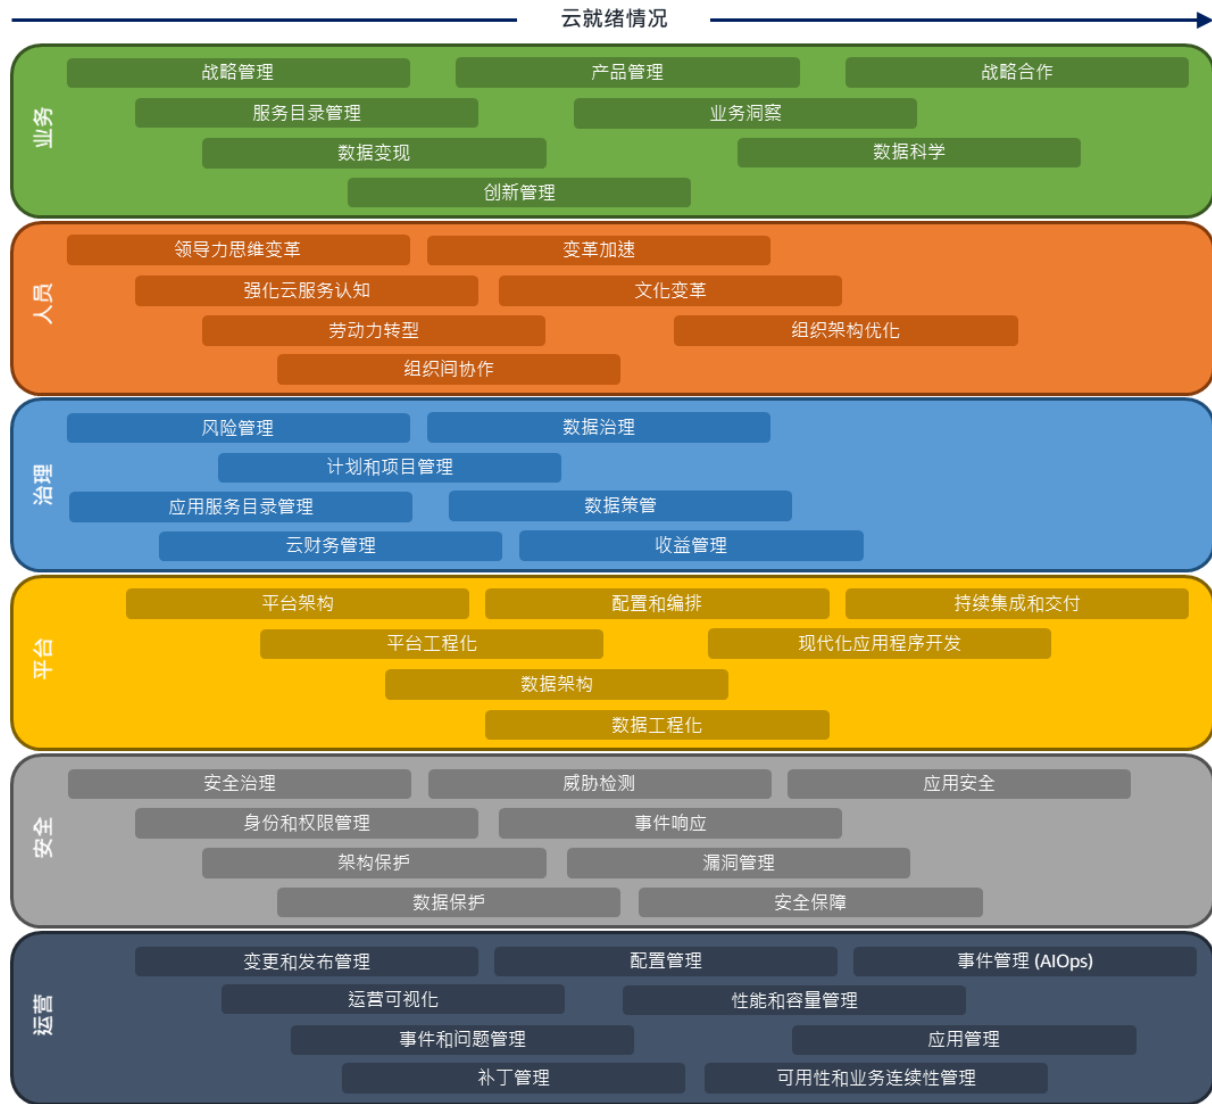 云就绪情况
业务
战略管理
产品管理
战略合作
服务目录管理
业务洞察
数据变现
数据科学
创新管理
人员
领导力思维变革
变革加速
强化云服务认知
文化变革
劳动力转型
组织架构优化
组织间协作
治理
风险管理
数据治理
计划和项目管理
应用服务目录管理
数据策管
云财务管理
收益管理
平台
平台架构
配置和编排
持续集成和交付
平台工程化
现代化应用程序开发
数据架构
数据工程化
安全
安全治理
威胁检测
应用安全
身份和权限管理
事件响应
架构保护
漏洞管理
数据保护
安全保障
运营
变更和发布管理
配置管理
事件管理 (AIOps)
运营可视化
性能和容量管理
事件和问题管理
应用管理
补丁管理
可用性和业务连续性管理